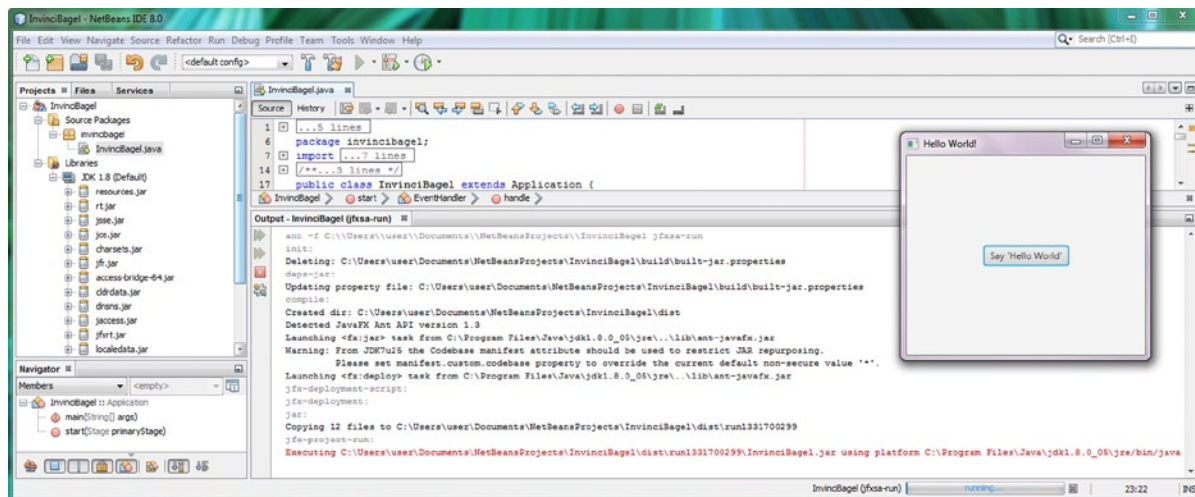 InvinciBagel - NetBeans IDE 8.0
File Edit View Navigate Source Refactor Run Debug Profile Team Tools Window Help
Search (Ctrl+I)
<default config>
Projects Files Services
InvinciBagel
Source Packages
invincibagel
InvinciBagel.java
Libraries
JDK 1.8 (Default)
resources.jar
rt.jar
jsse.jar
jce.jar
charsets.jar
jfr.jar
access-bridge-64.jar
cldrdata.jar
dnsns.jar
jaccess.jar
jfxrt.jar
localedata.jar
Navigator
Members <empty>
InvinciBagel :: Application
main(String[] args)
start(Stage primaryStage)
InvinciBagel.java
Source History
1 ...5 lines
6 package invincibagel;
7 import ...7 lines
14 /**...3 lines */
17 public class InvinciBagel extends Application {
InvinciBagel start EventHandler handle
Output - InvinciBagel (jfxsa-run)
ant -f C:\\Users\\user\\Documents\\NetBeansProjects\\InvinciBagel jfxsa-run
init:
Deleting: C:\Users\user\Documents\NetBeansProjects\InvinciBagel\build\built-jar.properties
deps-jar:
Updating property file: C:\Users\user\Documents\NetBeansProjects\InvinciBagel\build\built-jar.properties
compile:
Created dir: C:\Users\user\Documents\NetBeansProjects\InvinciBagel\dist
Detected JavaFX Ant API version 1.3
Launching <fx:jar> task from C:\Program Files\Java\jdk1.8.0_05\jre\..\lib\ant-javafx.jar
Warning: From JDK7u25 the Codebase manifest attribute should be used to restrict JAR repurposing.
Please set manifest.custom.codebase property to override the current default non-secure value '*'.
Launching <fx:deploy> task from C:\Program Files\Java\jdk1.8.0_05\jre\..\lib\ant-javafx.jar
jfx-deployment-script:
jfx-deployment:
jar:
Copying 12 files to C:\Users\user\Documents\NetBeansProjects\InvinciBagel\dist\run1331700299
jfx-project-run:
Executing C:\Users\user\Documents\NetBeansProjects\InvinciBagel\dist\run1331700299\InvinciBagel.jar using platform C:\Program Files\Java\jdk1.8.0_05\jre/bin/java
Hello World!
Say 'Hello World'
InvinciBagel (jfxsa-run) running... 23:22 INS